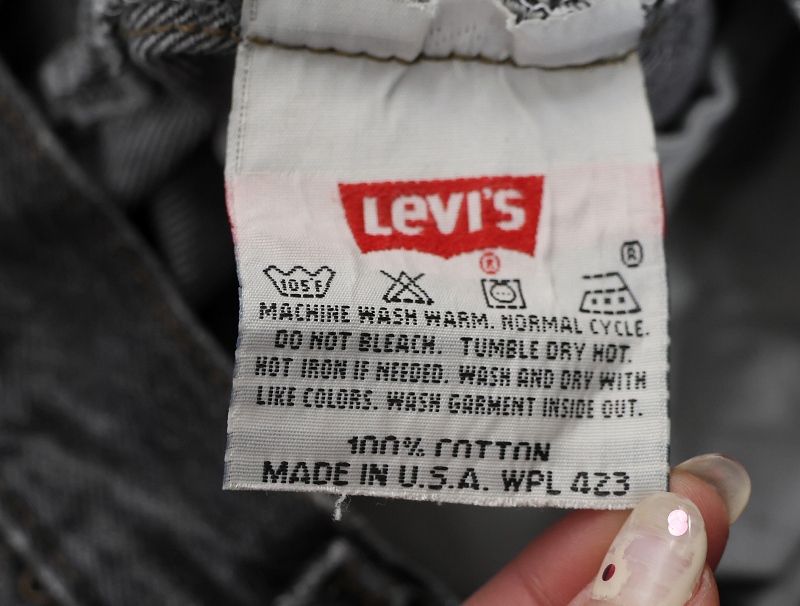 LEVI'S
®
®
105°F
MACHINE WASH WARM. NORMAL CYCLE.
DO NOT BLEACH. TUMBLE DRY HOT.
HOT IRON IF NEEDED. WASH AND DRY WITH
LIKE COLORS. WASH GARMENT INSIDE OUT.
100% COTTON
MADE IN U.S.A. WPL 423